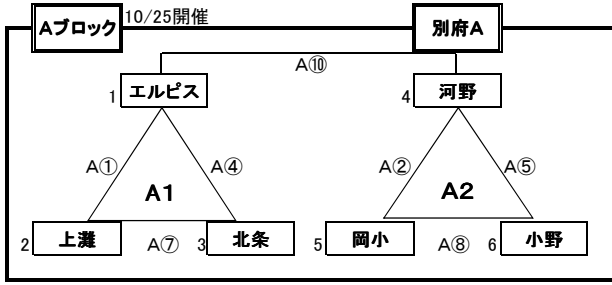 Aブロック 10/25開催 別府A
A⑩
1 エルピス 4 河野
A① A④ A② A⑤
A1 A2
2 上灘 A⑦ 3 北条 5 岡小 A⑧ 6 小野